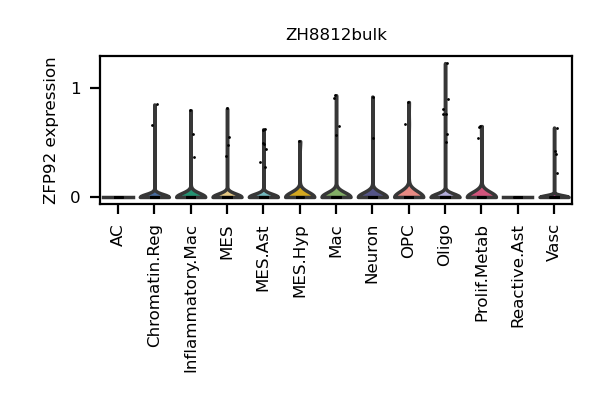 ZH8812bulk
ZFP92 expression
1
0
AC
Chromatin.Reg
Inflammatory.Mac
MES
MES.Ast
MES.Hyp
Mac
Neuron
OPC
Oligo
Prolif.Metab
Reactive.Ast
Vasc